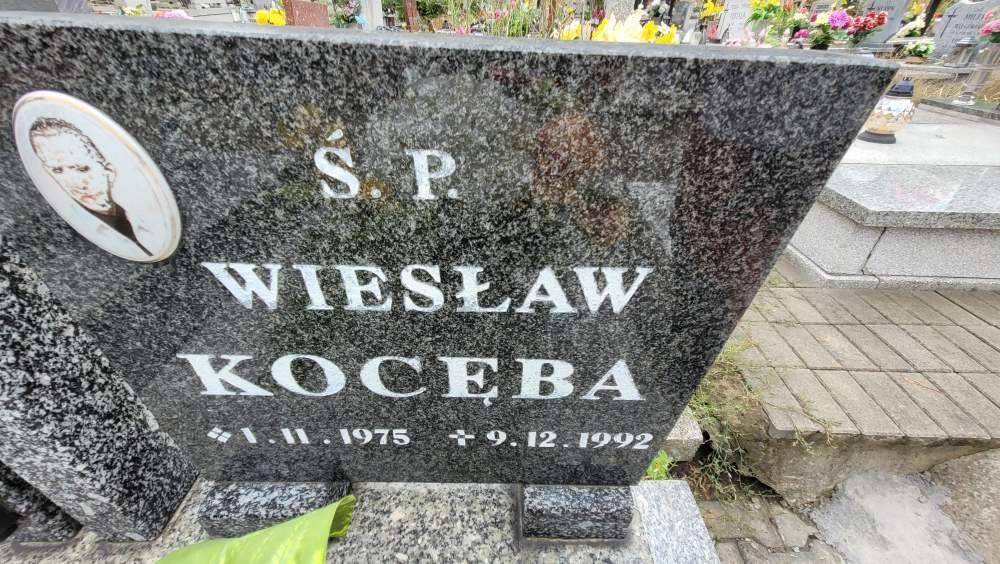 Ś. P.
WIESŁAW
KOCĘBA
❖ 1. 11. 1975 + 9. 12. 1992